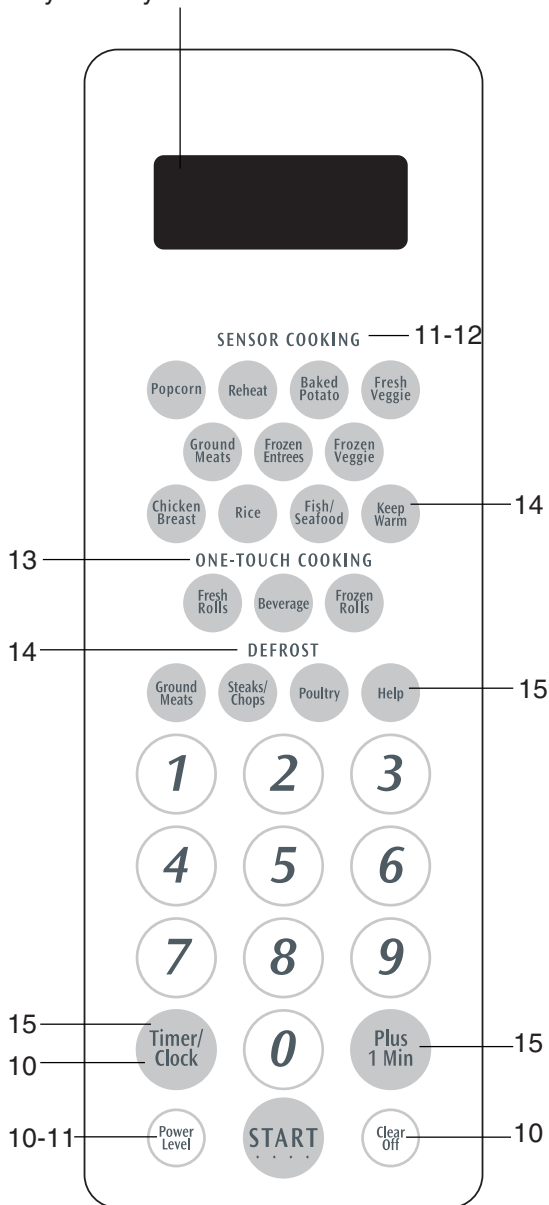 SENSOR COOKING 11-12
Popcorn Reheat Baked Potato Fresh Veggie
Ground Meats Frozen Entrees Frozen Veggie
Chicken Breast Rice Fish/ Seafood Keep Warm 14
13 ONE-TOUCH COOKING
Fresh Rolls Beverage Frozen Rolls
14 DEFROST
Ground Meats Steaks/ Chops Poultry Help 15
1 2 3
4 5 6
7 8 9
15 Timer/ 0 Plus 15
10 Clock 1 Min
10-11 Power Level START Clear Off 10